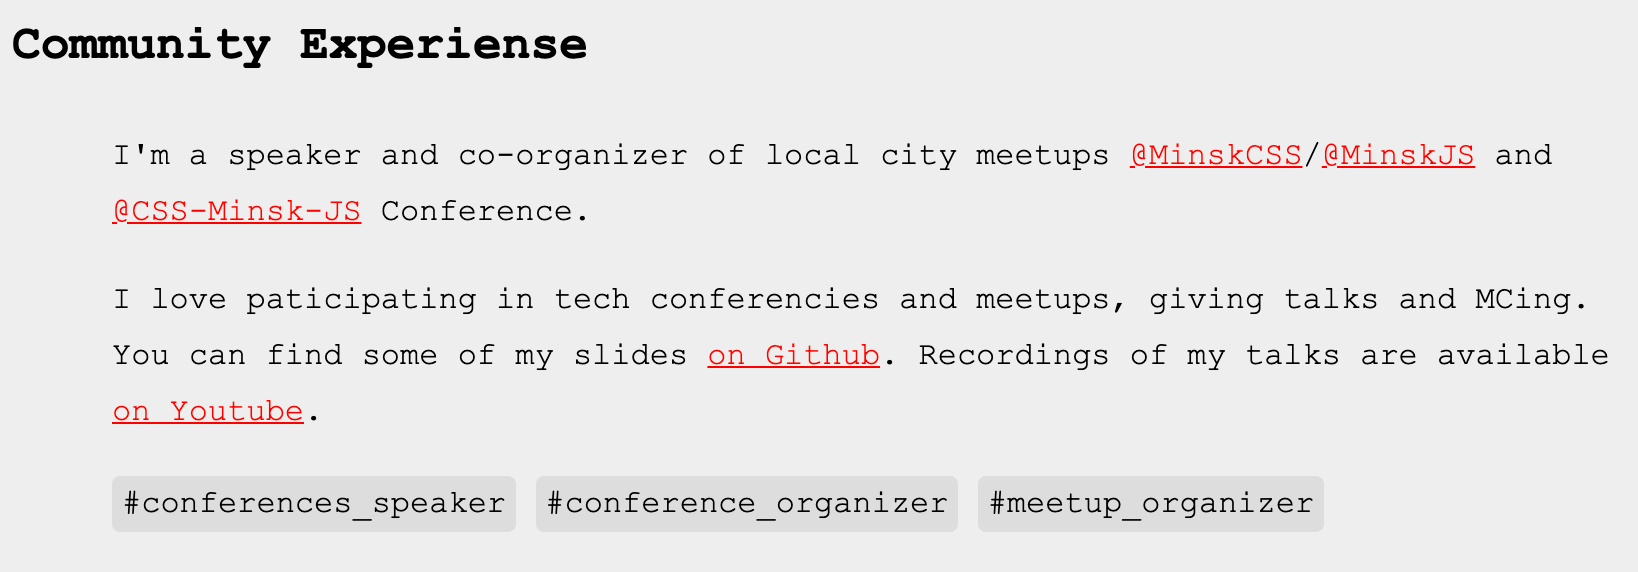 Community Experiense
I'm a speaker and co-organizer of local city meetups @MinskCSS/@MinskJS and
@CSS-Minsk-JS Conference.
I love paticipating in tech conferencies and meetups, giving talks and MCing.
You can find some of my slides on Github. Recordings of my talks are available
on Youtube.
#conferences_speaker #conference_organizer #meetup_organizer